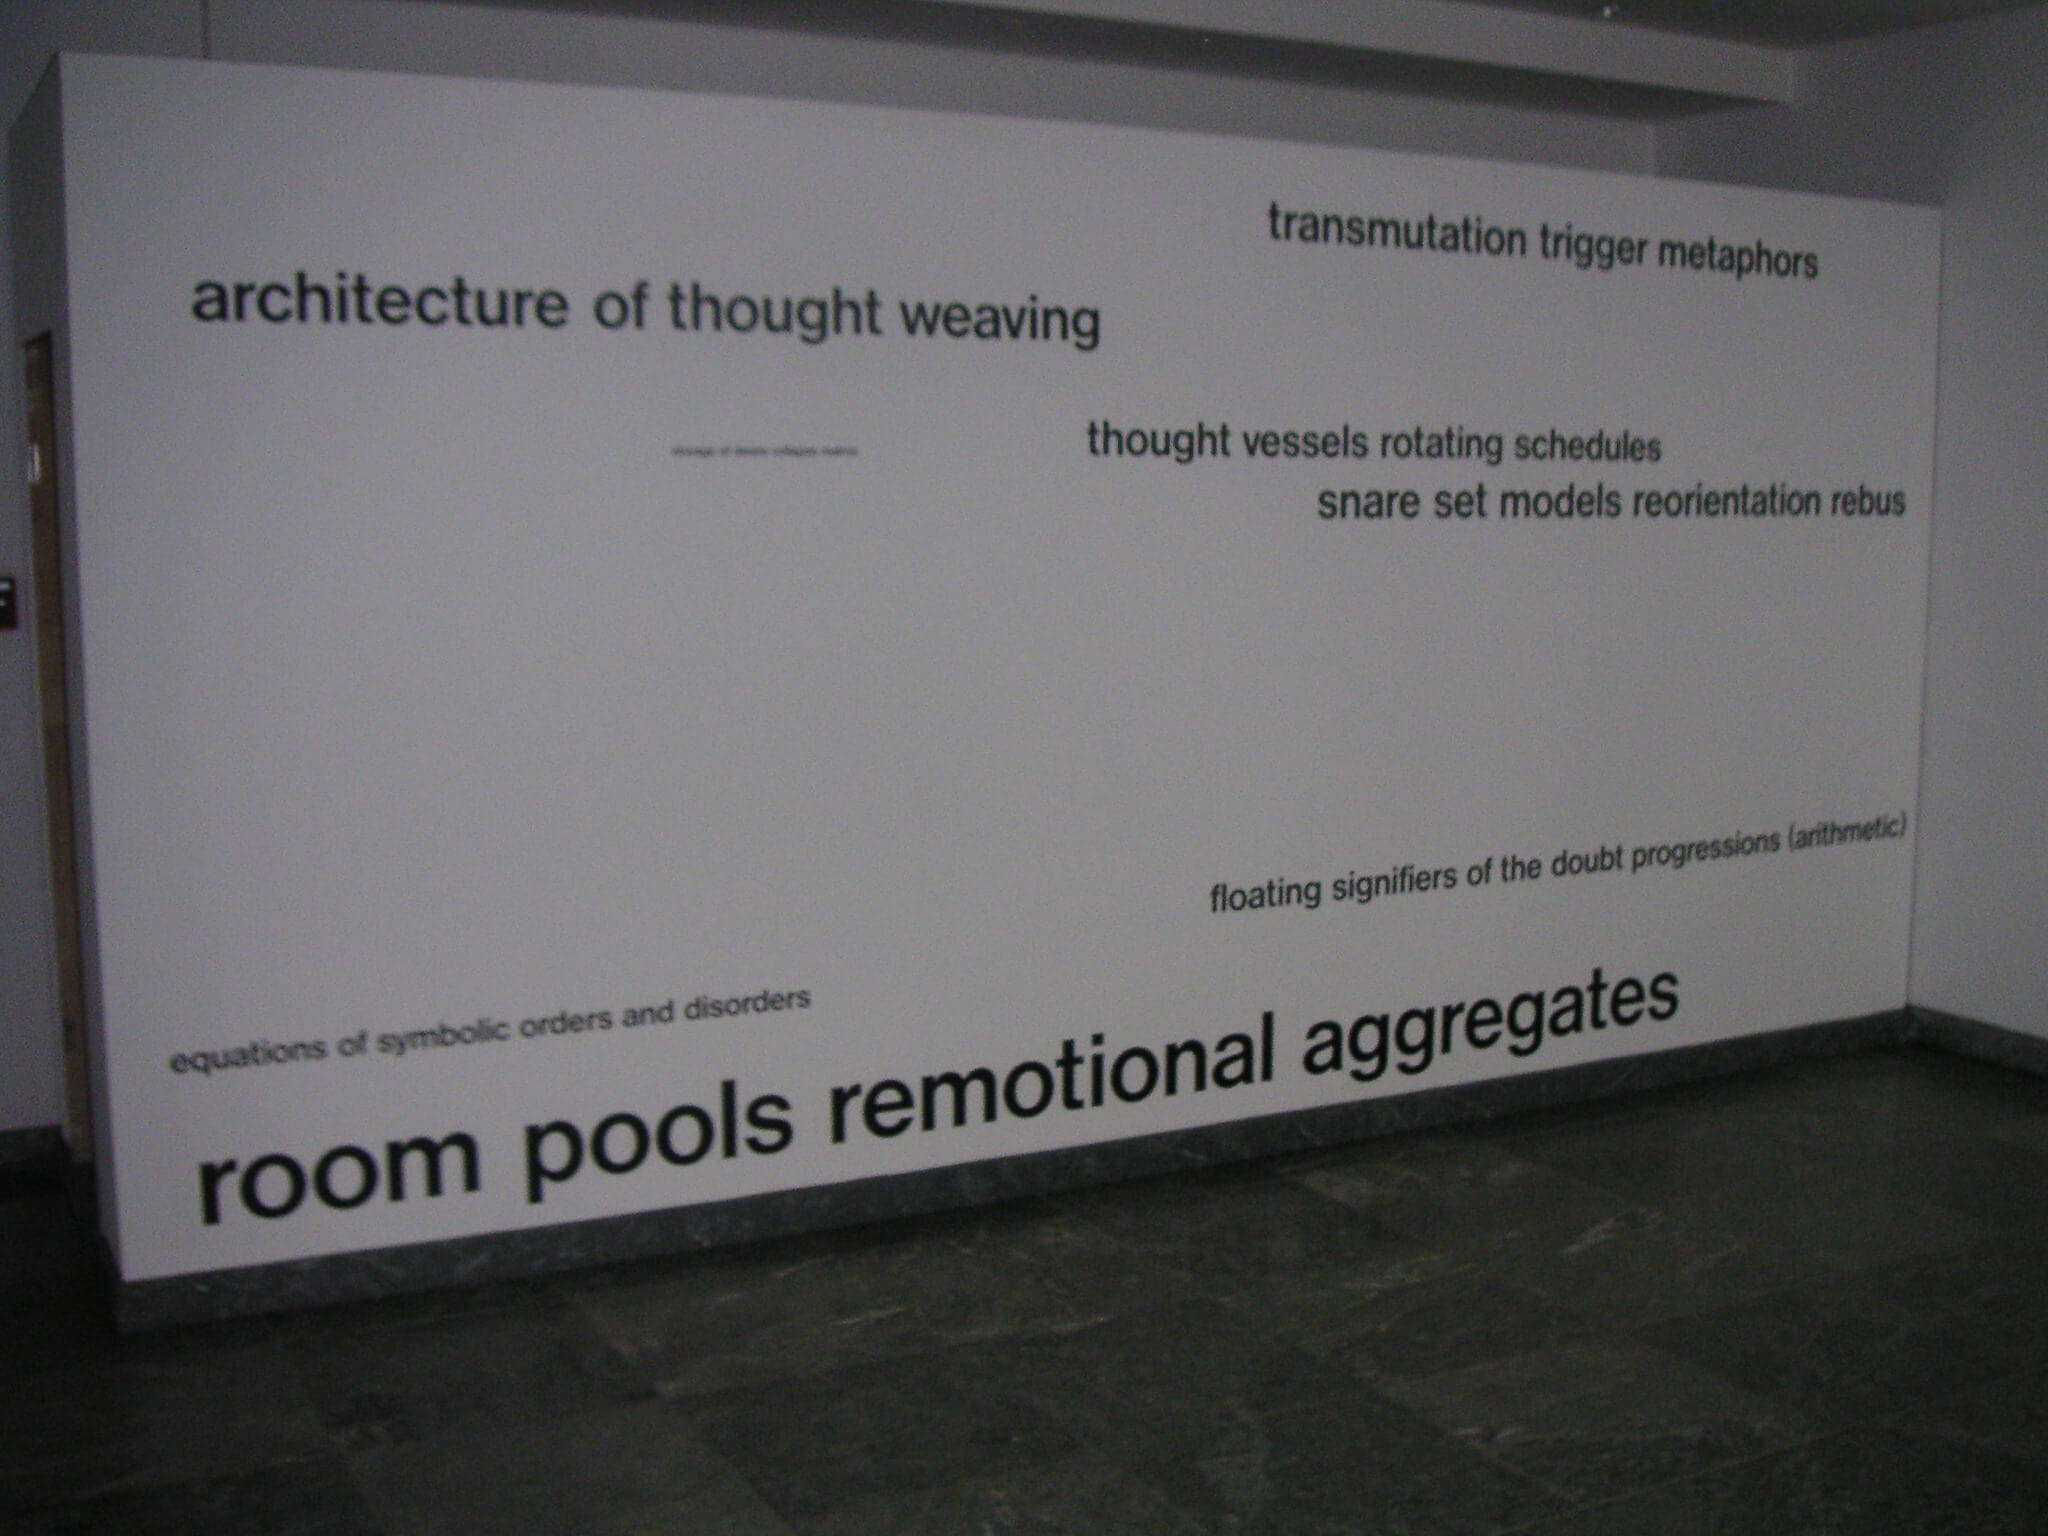 transmutation trigger metaphors
architecture of thought weaving
thought vessels rotating schedules
snare set models reorientation rebus
floating signifiers of the doubt progressions (arithmetic)
equations of symbolic orders and disorders
room pools remotional aggregates